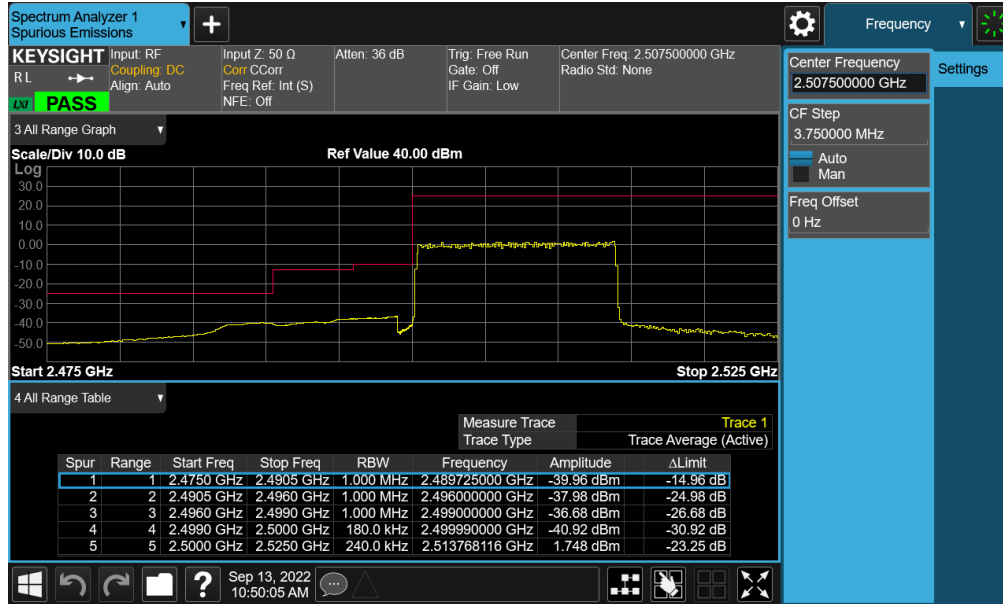 Spectrum Analyzer 1
Spurious Emissions
+
Frequency
KEYSIGHT Input: RF Input Z: 50 Ω Atten: 36 dB Trig: Free Run Center Freq: 2.507500000 GHz
RL Coupling: DC Corr CCorr Gate: Off Radio Std: None
Align: Auto Freq Ref: Int (S) IF Gain: Low
LXI PASS NFE: Off
Center Frequency
2.507500000 GHz
Settings
CF Step
3.750000 MHz
Auto
Man
Freq Offset
0 Hz
3 All Range Graph
Scale/Div 10.0 dB Ref Value 40.00 dBm
Log
30.0
20.0
10.0
0.00
-10.0
-20.0
-30.0
-40.0
-50.0
Start 2.475 GHz Stop 2.525 GHz
4 All Range Table
Measure Trace Trace 1
Trace Type Trace Average (Active)
Spur Range Start Freq Stop Freq RBW Frequency Amplitude ΔLimit
1 1 2.4750 GHz 2.4905 GHz 1.000 MHz 2.489725000 GHz -39.96 dBm -14.96 dB
2 2 2.4905 GHz 2.4960 GHz 1.000 MHz 2.496000000 GHz -37.98 dBm -24.98 dB
3 3 2.4960 GHz 2.4990 GHz 1.000 MHz 2.499000000 GHz -36.68 dBm -26.68 dB
4 4 2.4990 GHz 2.5000 GHz 180.0 kHz 2.499990000 GHz -40.92 dBm -30.92 dB
5 5 2.5000 GHz 2.5250 GHz 240.0 kHz 2.513768116 GHz 1.748 dBm -23.25 dB
?
Sep 13, 2022
10:50:05 AM